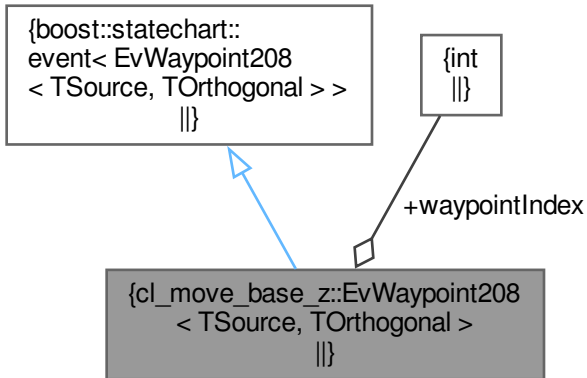 {boost::statechart::
event< EvWaypoint208
< TSource, TOrthogonal > >
||}
{int
||}
+waypointIndex
{cl_move_base_z::EvWaypoint208
< TSource, TOrthogonal >
||}